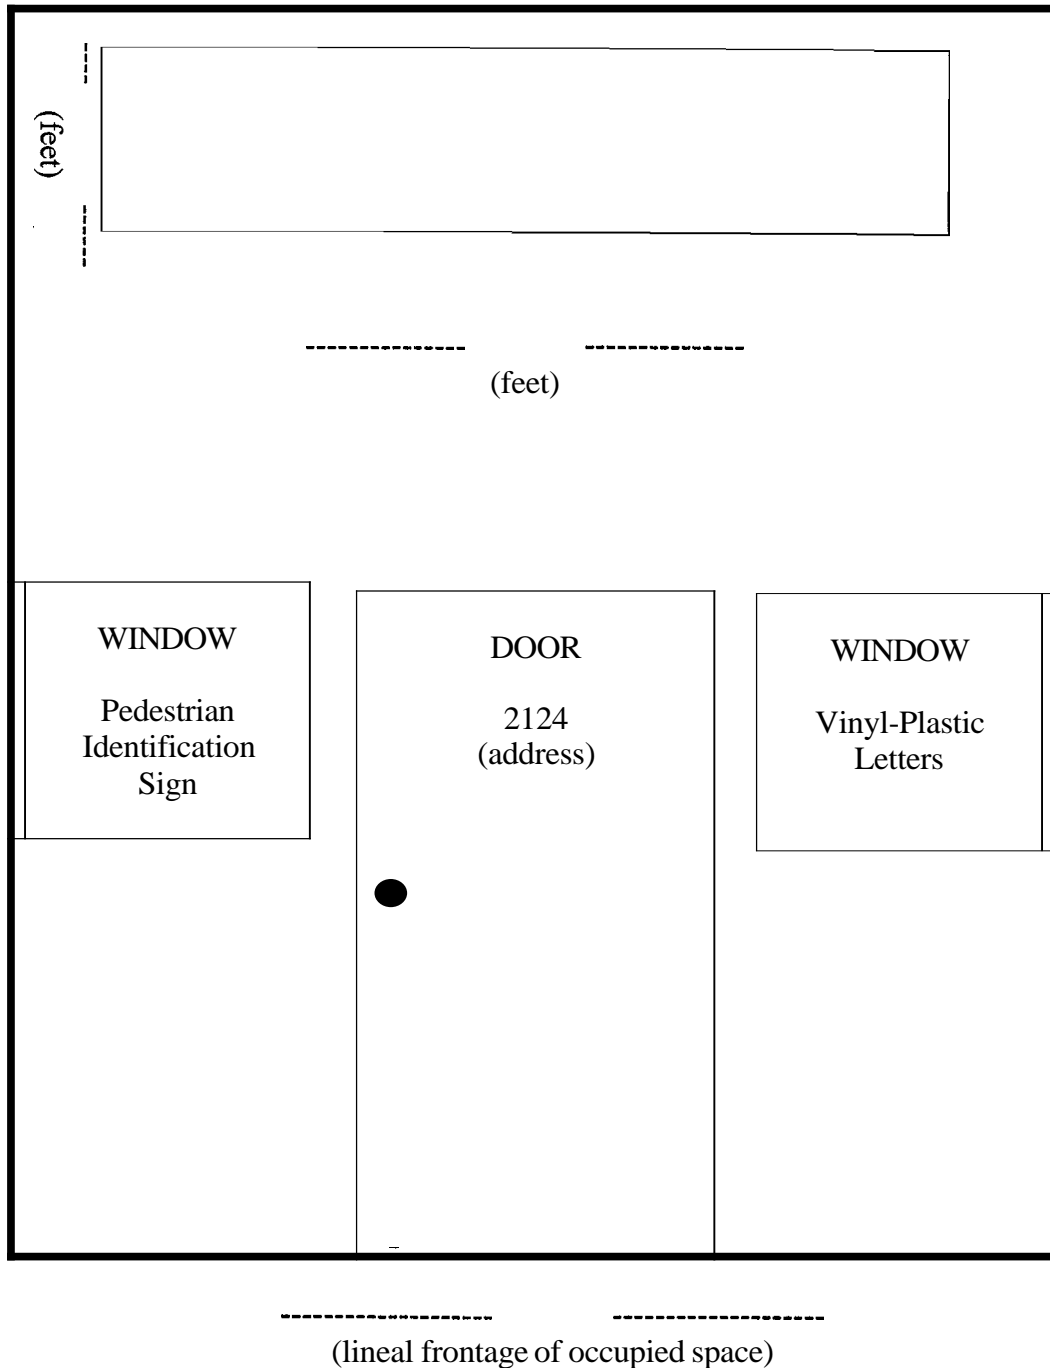 (feet)
(feet)
WINDOW
Pedestrian
Identification
Sign
DOOR
2124
(address)
WINDOW
Vinyl-Plastic
Letters
(lineal frontage of occupied space)